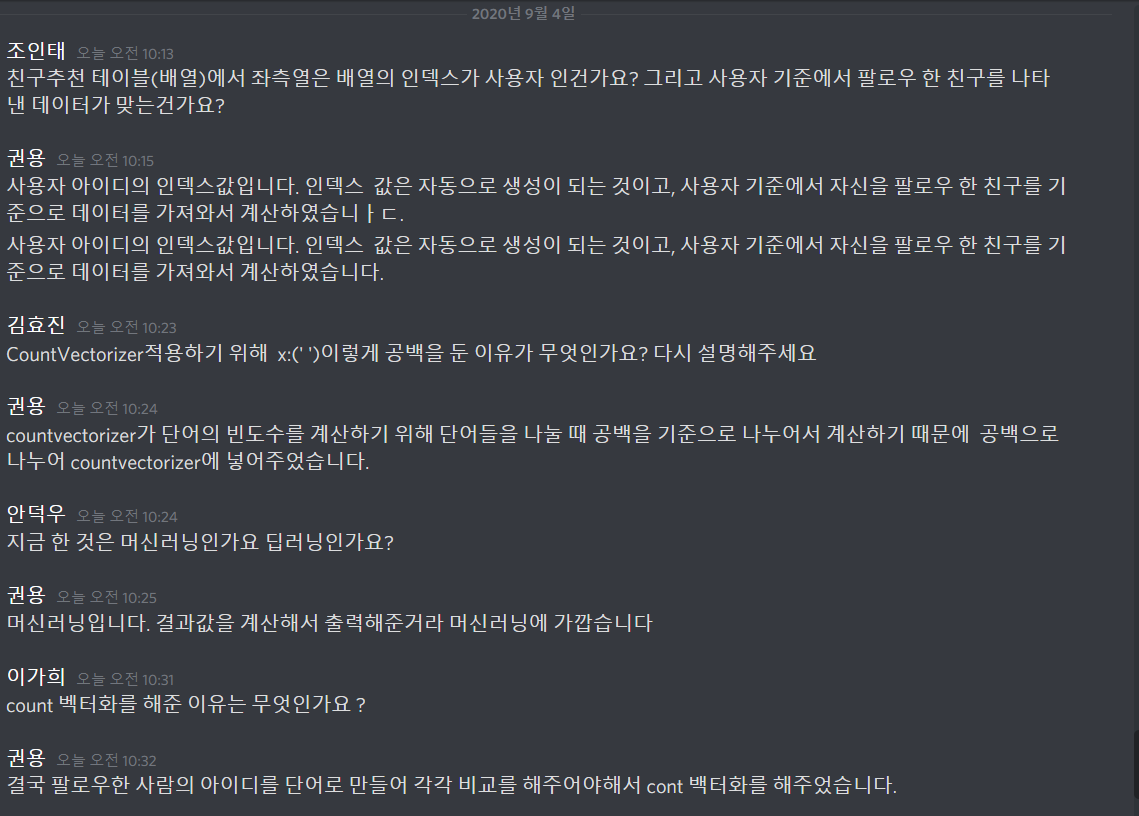 2020년 9월 4일
조인태 오늘 오전 10:13
친구추천 테이블(배열)에서 좌측열은 배열의 인덱스가 사용자 인건가요? 그리고 사용자 기준에서 팔로우 한 친구를 나타
낸 데이터가 맞는건가요?
권용 오늘 오전 10:15
사용자 아이디의 인덱스값입니다. 인덱스  값은 자동으로 생성이 되는 것이고, 사용자 기준에서 자신을 팔로우 한 친구를 기
준으로 데이터를 가져와서 계산하였습니ㅏㄷ.
사용자 아이디의 인덱스값입니다. 인덱스  값은 자동으로 생성이 되는 것이고, 사용자 기준에서 자신을 팔로우 한 친구를 기
준으로 데이터를 가져와서 계산하였습니다.
김효진 오늘 오전 10:23
CountVectorizer적용하기 위해  x:(' ')이렇게 공백을 둔 이유가 무엇인가요? 다시 설명해주세요
권용 오늘 오전 10:24
countvectorizer가 단어의 빈도수를 계산하기 위해 단어들을 나눌 때 공백을 기준으로 나누어서 계산하기 때문에  공백으로
나누어 countvectorizer에 넣어주었습니다.
안덕우 오늘 오전 10:24
지금 한 것은 머신러닝인가요 딥러닝인가요?
권용 오늘 오전 10:25
머신러닝입니다. 결과값을 계산해서 출력해준거라 머신러닝에 가깝습니다
이가희 오늘 오전 10:31
count 벡터화를 해준 이유는 무엇인가요 ?
권용 오늘 오전 10:32
결국 팔로우한 사람의 아이디를 단어로 만들어 각각 비교를 해주어야해서 cont 백터화를 해주었습니다.